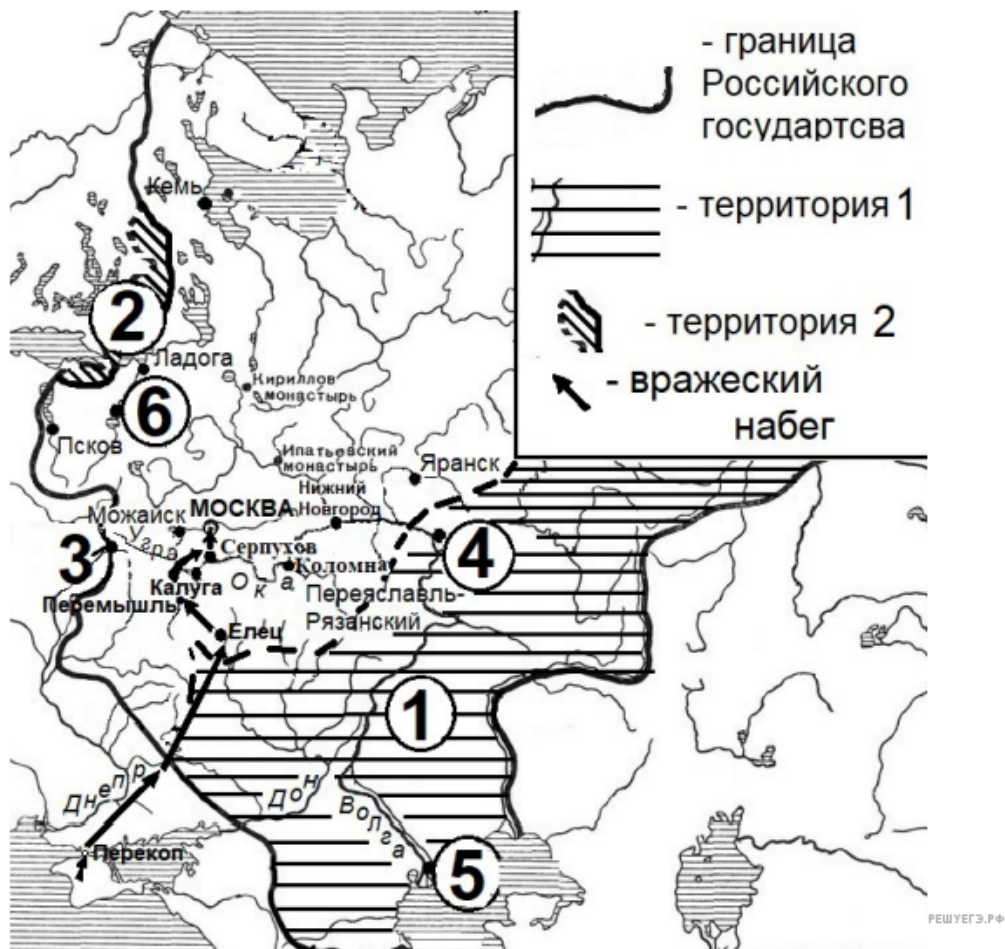 - граница
Российского
государтсва
- территория 1
- территория 2
- вражеский
набег
Кемь
2
Ладога
Кириллов
монастырь
6
Псков
Ипатьевский
монастырь
Яранск
Нижний
Новгород
МОСКВА
Можайск
Угра
Серпухов
4
3
Коломна
Ока
Калуга
Переяславль-
Рязанский
Перемышль
Елец
1
Днепр
Дон
Волга
Перекоп
5
РЕШУЕГЭ.РФ